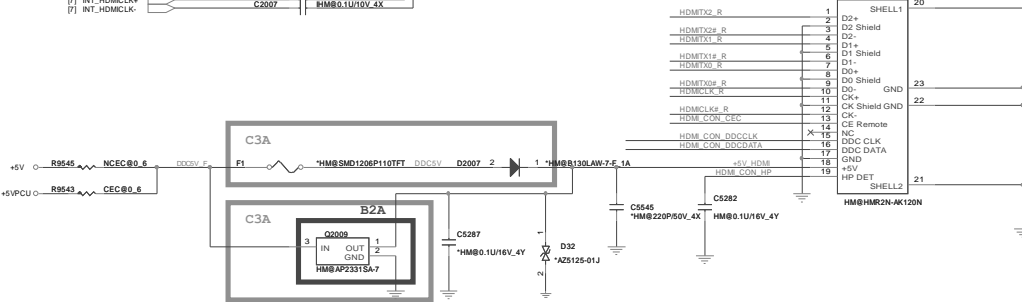 [7] INT_HDMICLK+
[7] INT_HDMICLK-
C2007
IHM@0.1U/10V_4X
SHELL1
20
HDMITX2_R
1
D2+
2
D2 Shield
HDMITX2#_R
3
D2-
HDMITX1_R
4
D1+
5
D1 Shield
HDMITX1#_R
6
D1-
HDMITX0_R
7
D0+
8
D0 Shield
HDMITX0#_R
9
D0-
GND
23
HDMICLK_R
10
CK+
11
CK Shield
GND
22
HDMICLK#_R
12
CK-
HDMI_CON_CEC
13
CE Remote
14
NC
HDMI_CON_DDCCLK
15
DDC CLK
HDMI_CON_DDCDATA
16
DDC DATA
17
GND
+5V_HDMI
18
+5V
HDMI_CON_HP
19
HP DET
SHELL2
21
HM@HMR2N-AK120N
C3A
+5V
R9545
NCEC@0_6
DDC5V_F
F1
*HM@SMD1206P110TFT
DDC5V
D2007
2
1
*HM@B130LAW-7-F_1A
+5VPCU
R9543
CEC@0_6
C5545
*HM@220P/50V_4X
C5282
HM@0.1U/16V_4Y
C3A
B2A
Q2009
3
IN
OUT
1
GND
2
HM@AP2331SA-7
C5287
*HM@0.1U/16V_4Y
1
D32
*AZ5125-01J
2